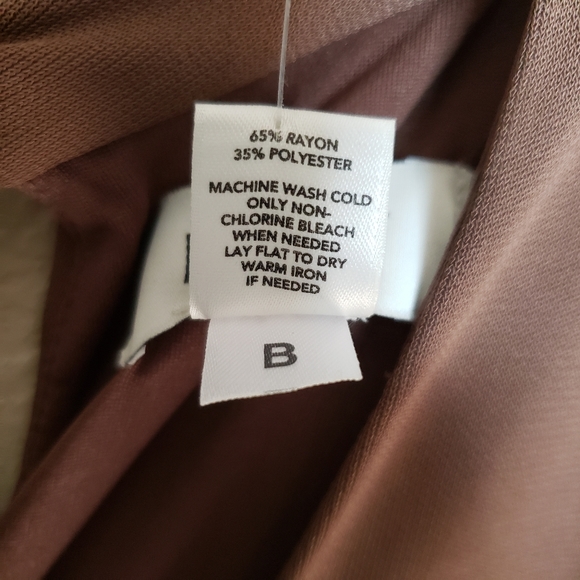 65% RAYON
35% POLYESTER
MACHINE WASH COLD
ONLY NON-
CHLORINE BLEACH
WHEN NEEDED
LAY FLAT TO DRY
WARM IRON
IF NEEDED
B